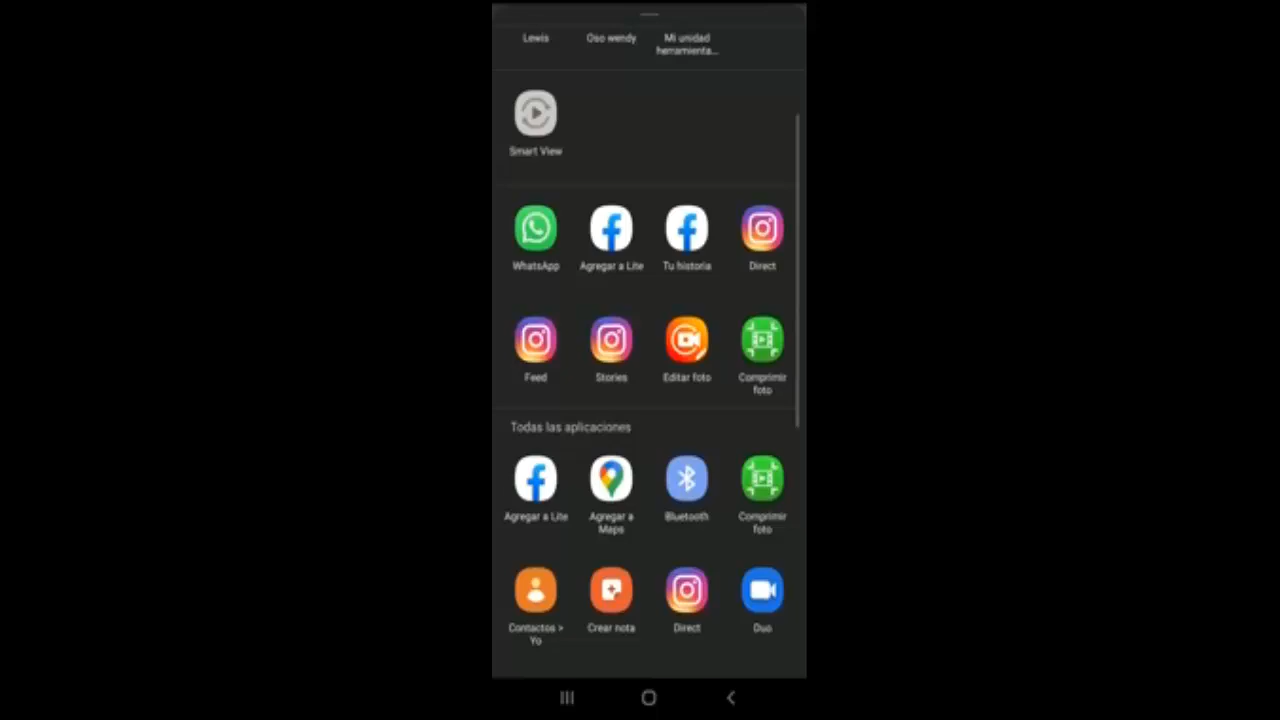 Lewis Oso wendy Mi unidad
herramienta...
Smart View
WhatsApp Agregar a Lite Tu historia Direct
Feed Stories Editar foto Comprimir
foto
Todas las aplicaciones
Agregar a Lite Agregar a Bluetooth Comprimir
Maps foto
Contactos > Crear nota Direct Duo
Yo